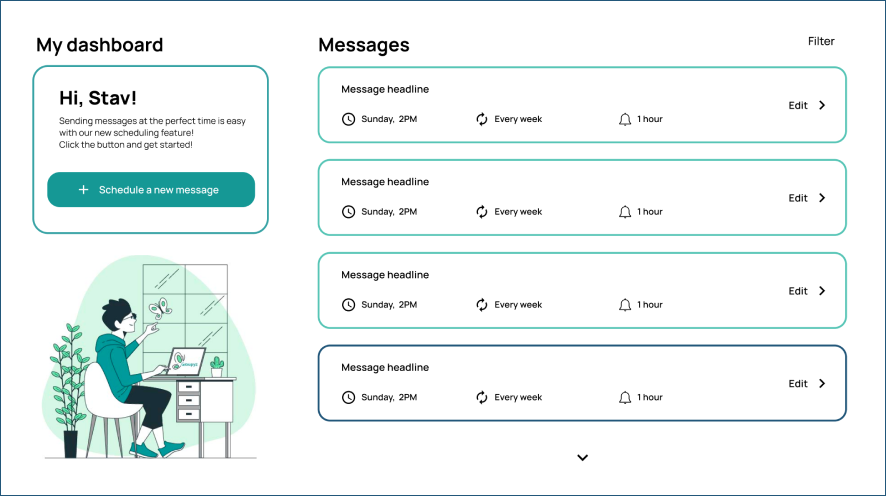 My dashboard
Hi, Stav!
Sending messages at the perfect time is easy
with our new scheduling feature!
Click the button and get started!
+ Schedule a new message
Messages
Filter
Message headline
Edit
Sunday, 2PM
Every week
1 hour
Message headline
Edit
Sunday, 2PM
Every week
1 hour
Message headline
Edit
Sunday, 2PM
Every week
1 hour
Message headline
Edit
Sunday, 2PM
Every week
1 hour